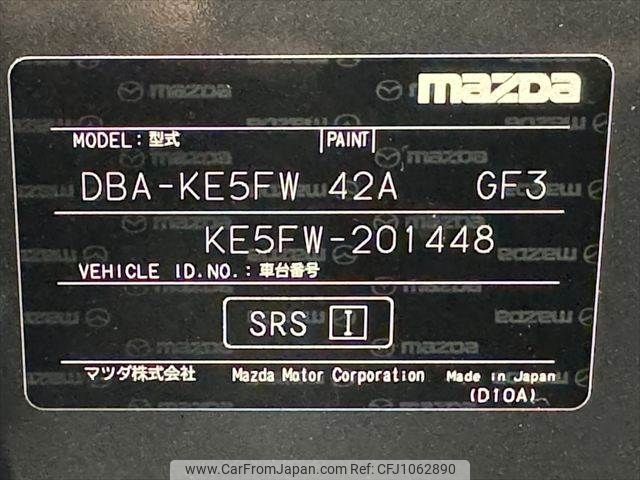 mazda
MODEL:型式 PAINT
DBA-KE5FW 42A GF3
KE5FW-201448
VEHICLE ID.NO.:車台番号
SRS I
マツダ株式会社 Mazda Motor Corporation Made in Japan
(D10A)
www.CarFromJapan.com | Car Ref No: CFJ1062890